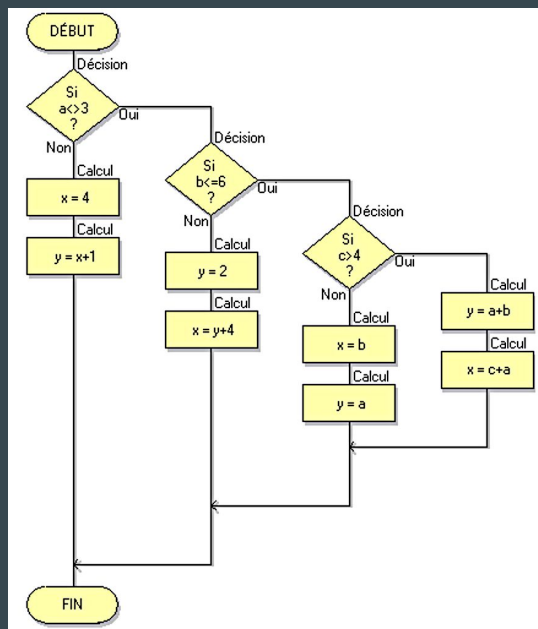 DÉBUT
Décision
Si
a<>3
?
Oui
Non
Calcul
x = 4
Calcul
y = x+1
Décision
Si
b<=6
?
Oui
Non
Calcul
y = 2
Calcul
x = y+4
Décision
Si
c>4
?
Oui
Non
Calcul
x = b
Calcul
y = a
Calcul
y = a+b
Calcul
x = c+a
FIN